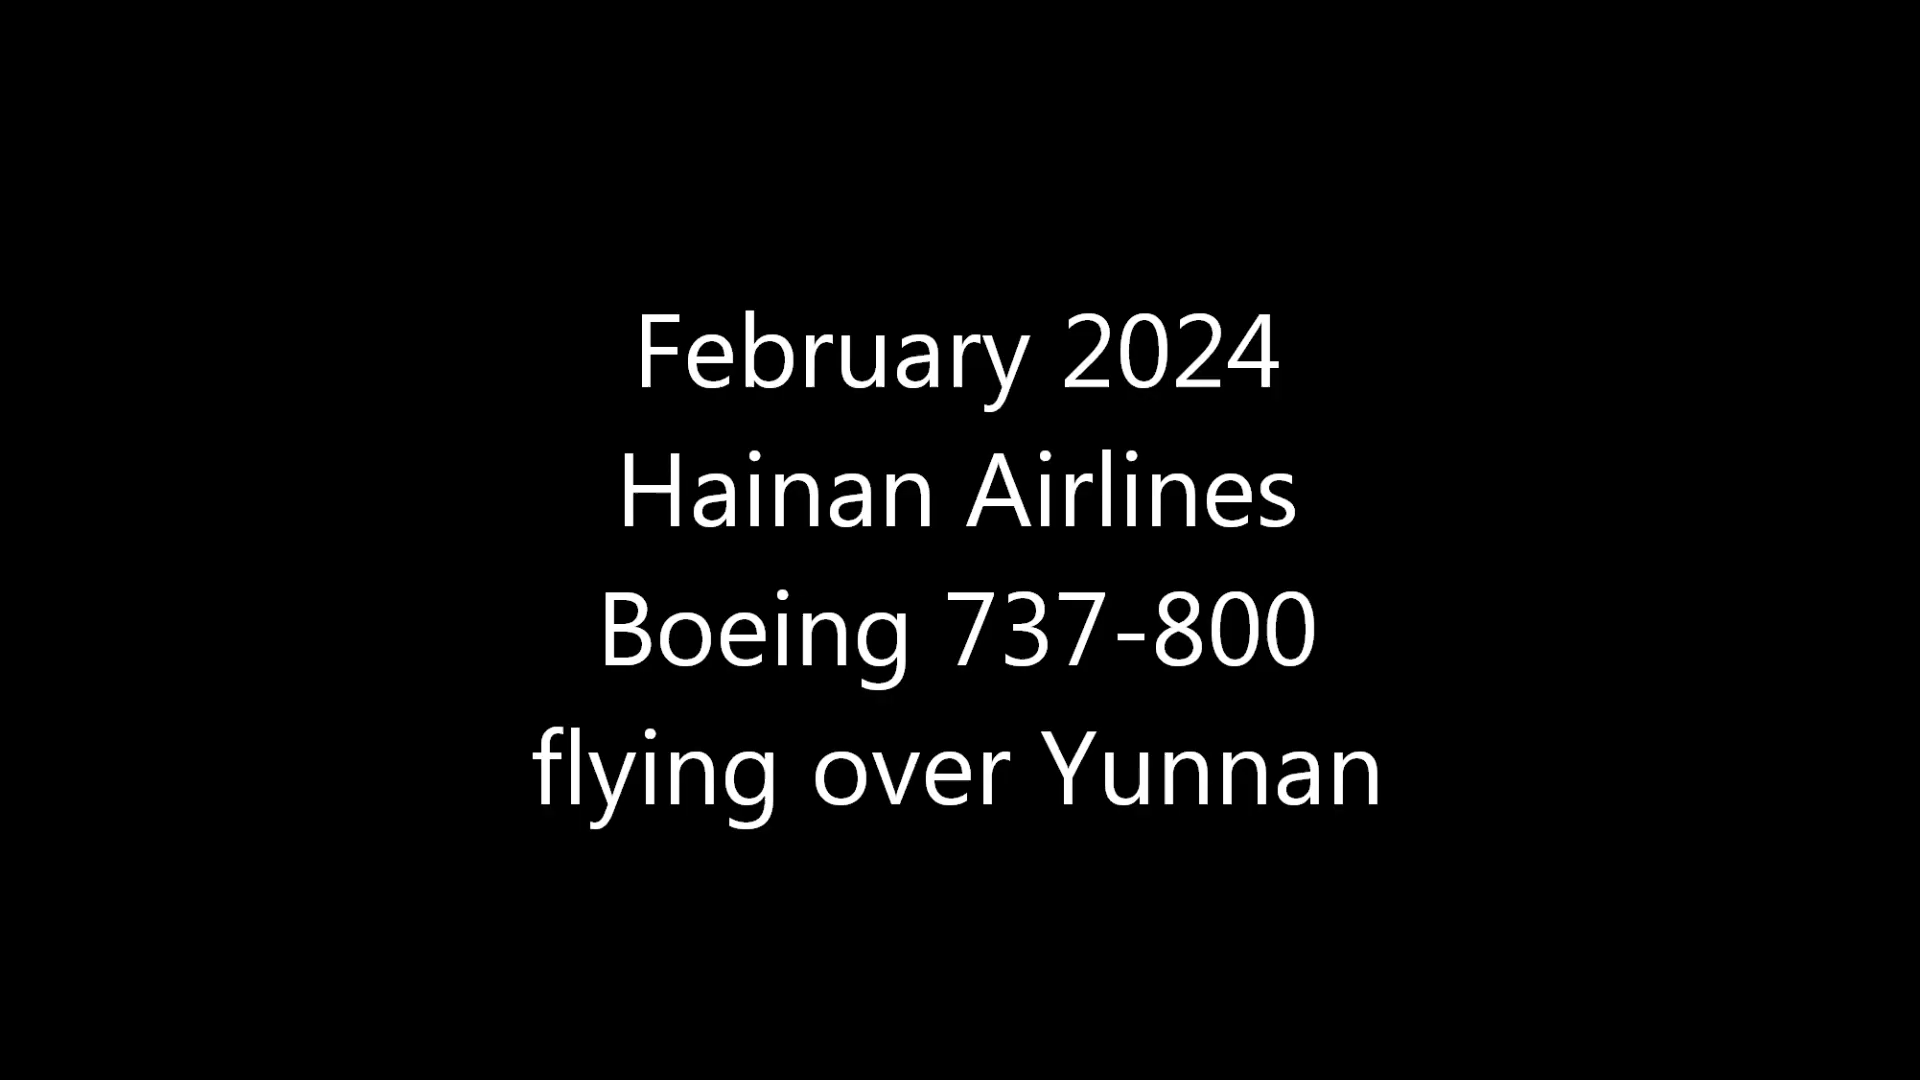 February 2024
Hainan Airlines
Boeing 737-800
flying over Yunnan